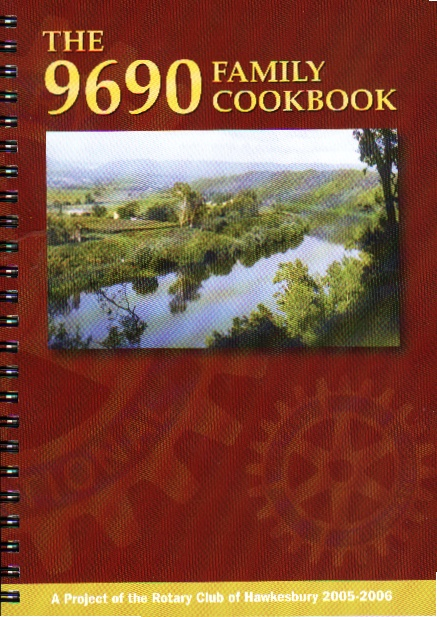 THE
9690 FAMILY
COOKBOOK
A Project of the Rotary Club of Hawkesbury 2005-2006